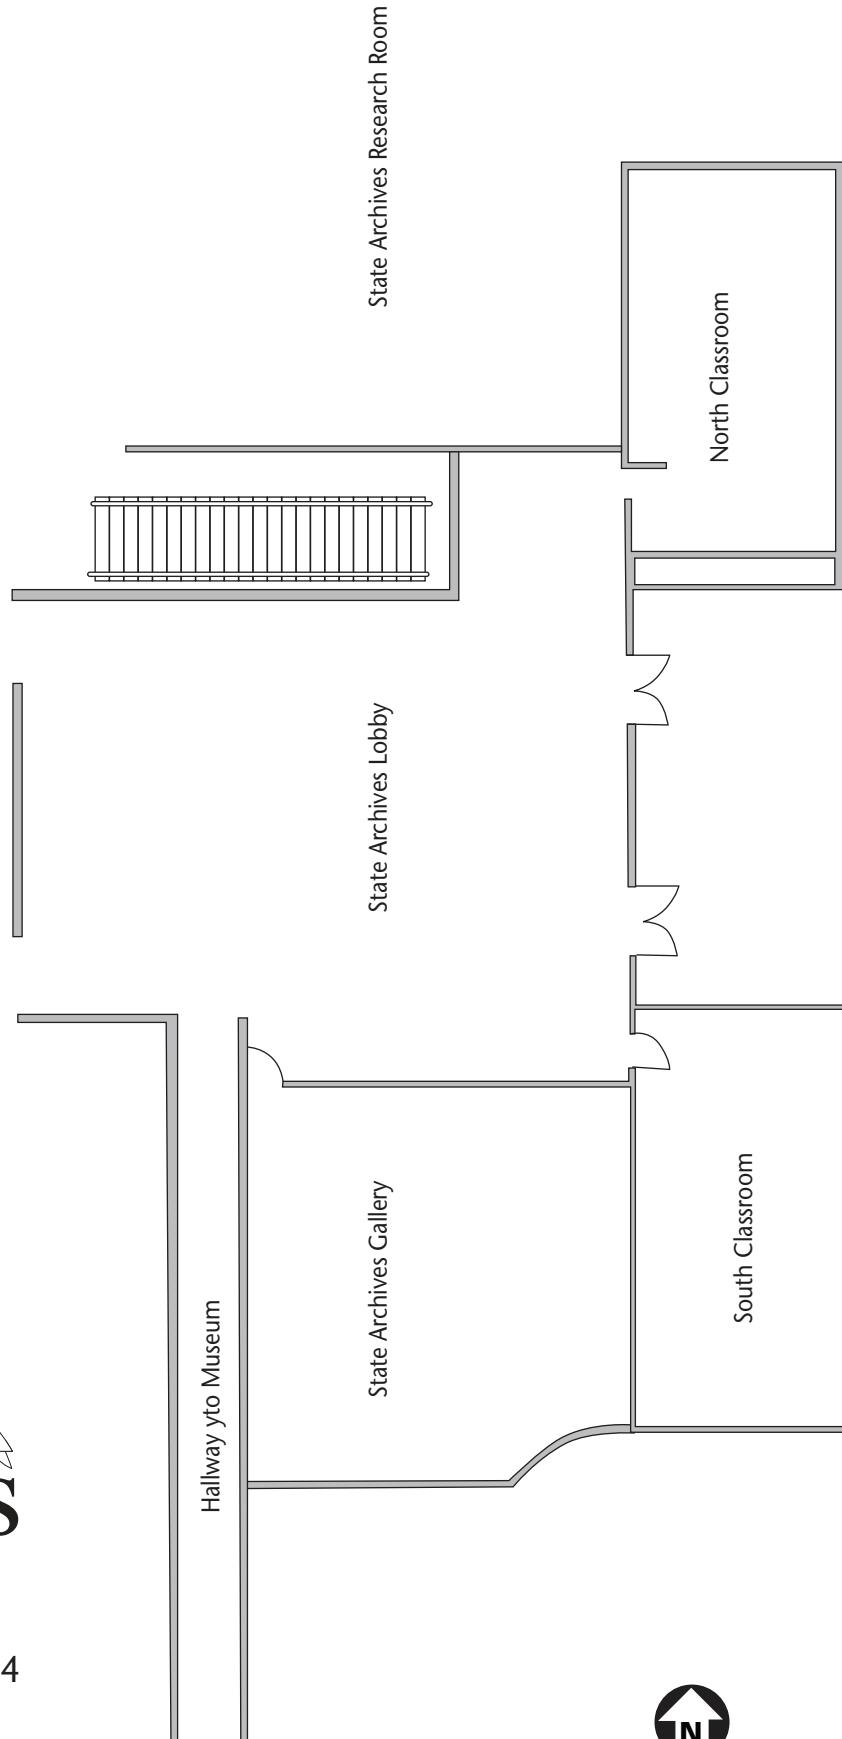 State Archives Research Room
North Classroom
State Archives Lobby
State Archives Gallery
South Classroom
Hallway yto Museum
s
4
N